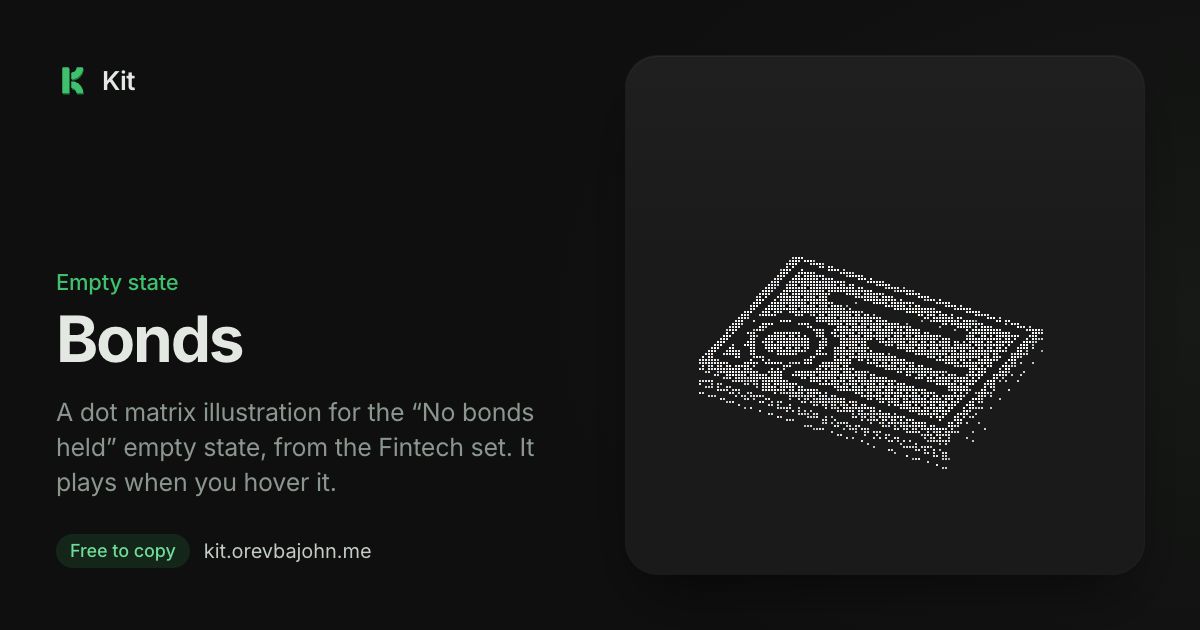 Kit
Empty state
Bonds
A dot matrix illustration for the “No bonds
held” empty state, from the Fintech set. It
plays when you hover it.
Free to copy
kit.orevbajohn.me